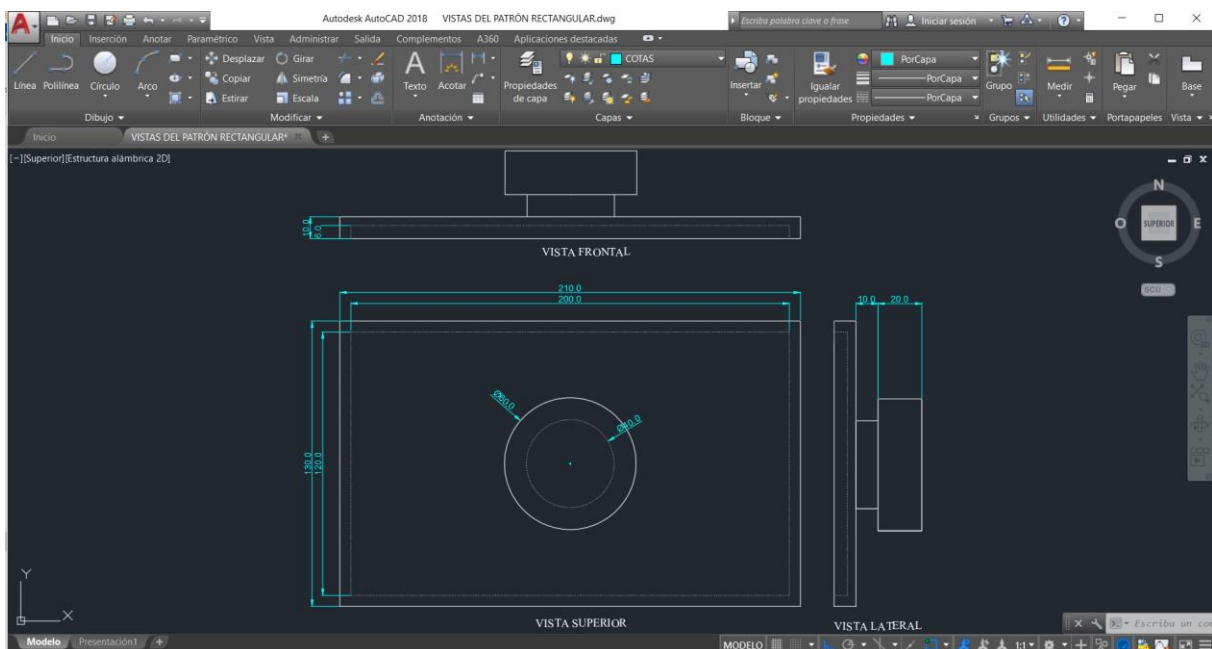 Autodesk AutoCAD 2018 VISTAS DEL PATRÓN RECTANGULAR.dwg
Escriba palabra clave o frase
Iniciar sesión
Inicio Inserción Anotar Paramétrico Vista Administrar Salida Complementos A360 Aplicaciones destacadas
Línea Polilínea Círculo Arco
Desplazar Girar
Copiar Simetría
Estirar Escala
Texto Acotar
Propiedades de capa
COTAS
Insertar
Igualar propiedades
PorCapa
PorCapa
PorCapa
Grupo
Medir
Pegar
Base
Dibujo Modificar Anotación Capas Bloque Propiedades Grupos Utilidades Portapapeles Vista
Inicio VISTAS DEL PATRÓN RECTANGULAR*
[−][Superior][Estructura alámbrica 2D]
N
O SUPERIOR E
S
SCU
10.0
6.0
VISTA FRONTAL
210.0
200.0
10.0 20.0
Ø60.0
Ø40.0
130.0
120.0
Y
X
VISTA SUPERIOR
VISTA LATERAL
Escriba un co
Modelo Presentación1
MODELO
1:1